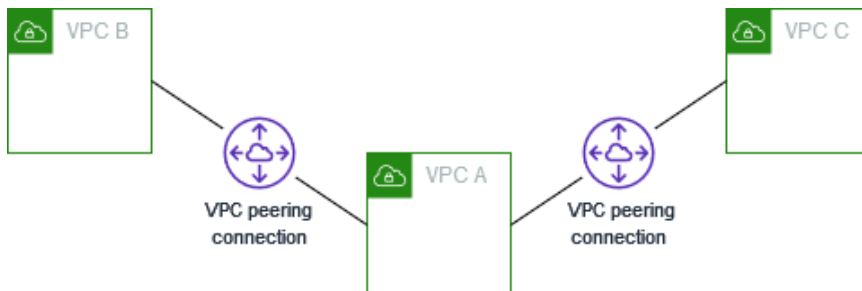 VPC B
VPC C
VPC A
VPC peering
connection
VPC peering
connection